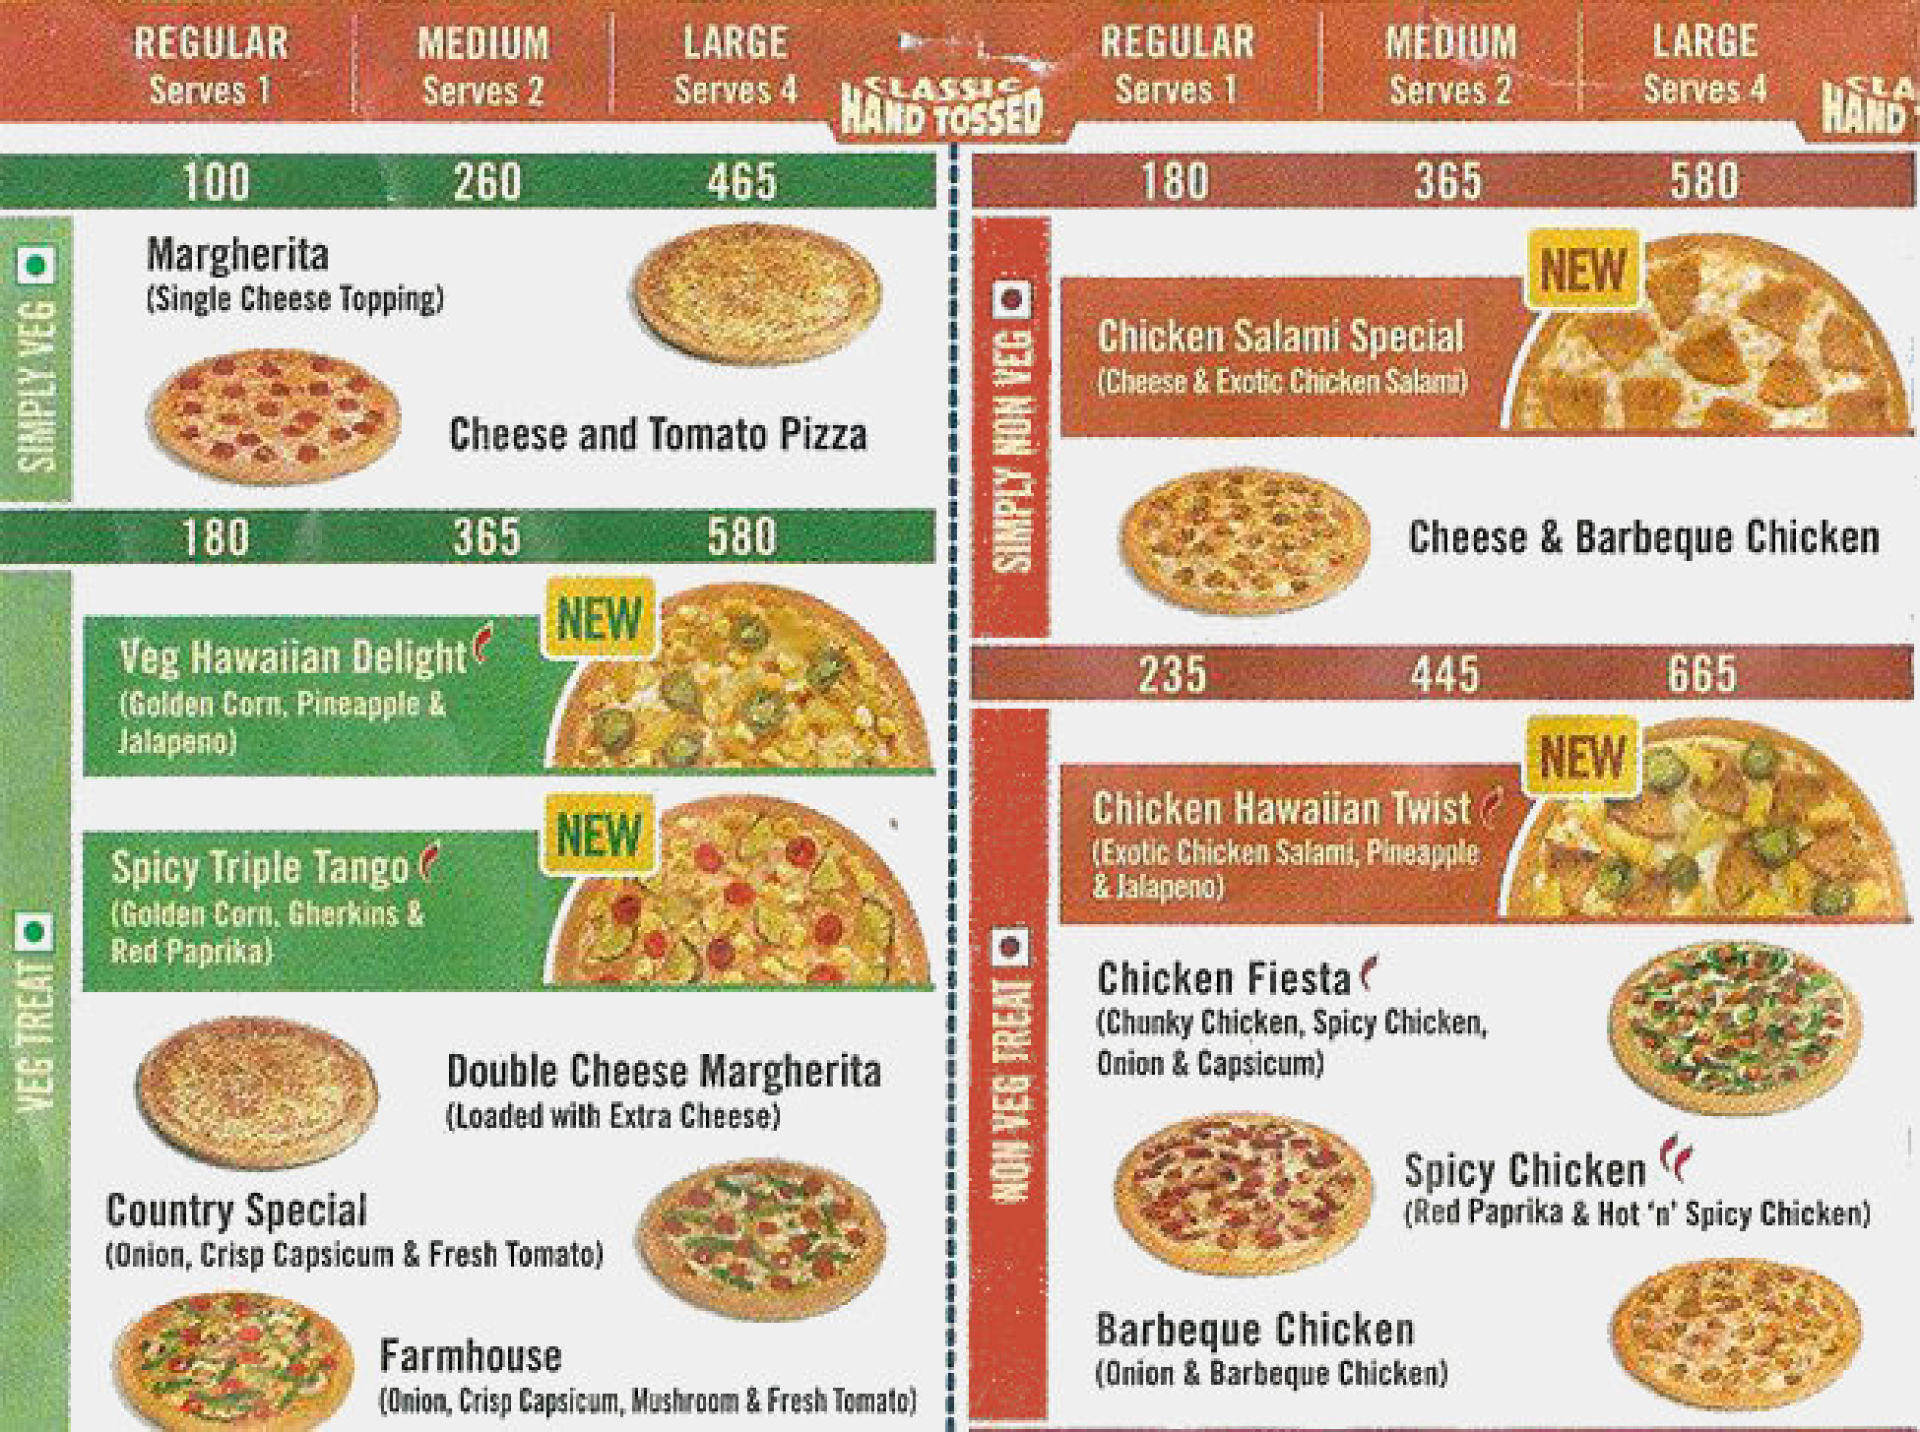 REGULAR MEDIUM LARGE
Serves 1 Serves 2 Serves 4
CLASSIC
HAND TOSSED
100 260 465
SIMPLY VEG
Margherita
(Single Cheese Topping)
Cheese and Tomato Pizza
180 365 580
VEG TREAT
NEW
Veg Hawaiian Delight
(Golden Corn, Pineapple &
Jalapeno)
NEW
Spicy Triple Tango
(Golden Corn, Gherkins &
Red Paprika)
Double Cheese Margherita
(Loaded with Extra Cheese)
Country Special
(Onion, Crisp Capsicum & Fresh Tomato)
Farmhouse
(Onion, Crisp Capsicum, Mushroom & Fresh Tomato)
REGULAR MEDIUM LARGE
Serves 1 Serves 2 Serves 4
HAND
180 365 580
SIMPLY NON VEG
NEW
Chicken Salami Special
(Cheese & Exotic Chicken Salami)
Cheese & Barbeque Chicken
235 445 665
NON VEG TREAT
NEW
Chicken Hawaiian Twist
(Exotic Chicken Salami, Pineapple
& Jalapeno)
Chicken Fiesta
(Chunky Chicken, Spicy Chicken,
Onion & Capsicum)
Spicy Chicken
(Red Paprika & Hot 'n' Spicy Chicken)
Barbeque Chicken
(Onion & Barbeque Chicken)